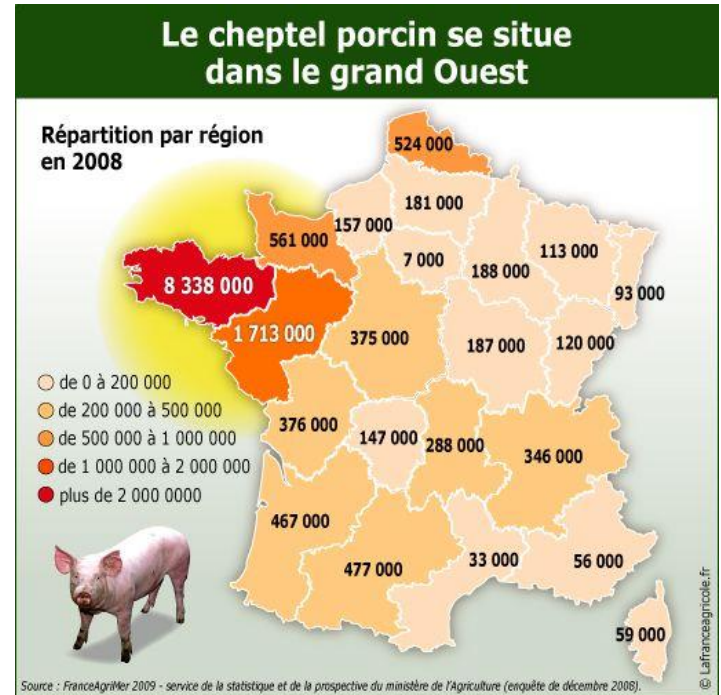 Le cheptel porcin se situe
dans le grand Ouest
Répartition par région
en 2008
524 000
181 000
157 000
561 000
7 000
188 000
113 000
93 000
8 338 000
1 713 000
375 000
187 000
120 000
376 000
147 000
288 000
346 000
467 000
477 000
33 000
56 000
59 000
de 0 à 200 000
de 200 000 à 500 000
de 500 000 à 1 000 000
de 1 000 000 à 2 000 000
plus de 2 000 0000
© Lafranceagricole.fr
Source : FranceAgriMer 2009 - service de la statistique et de la prospective du ministère de l'Agriculture (enquête de décembre 2008).